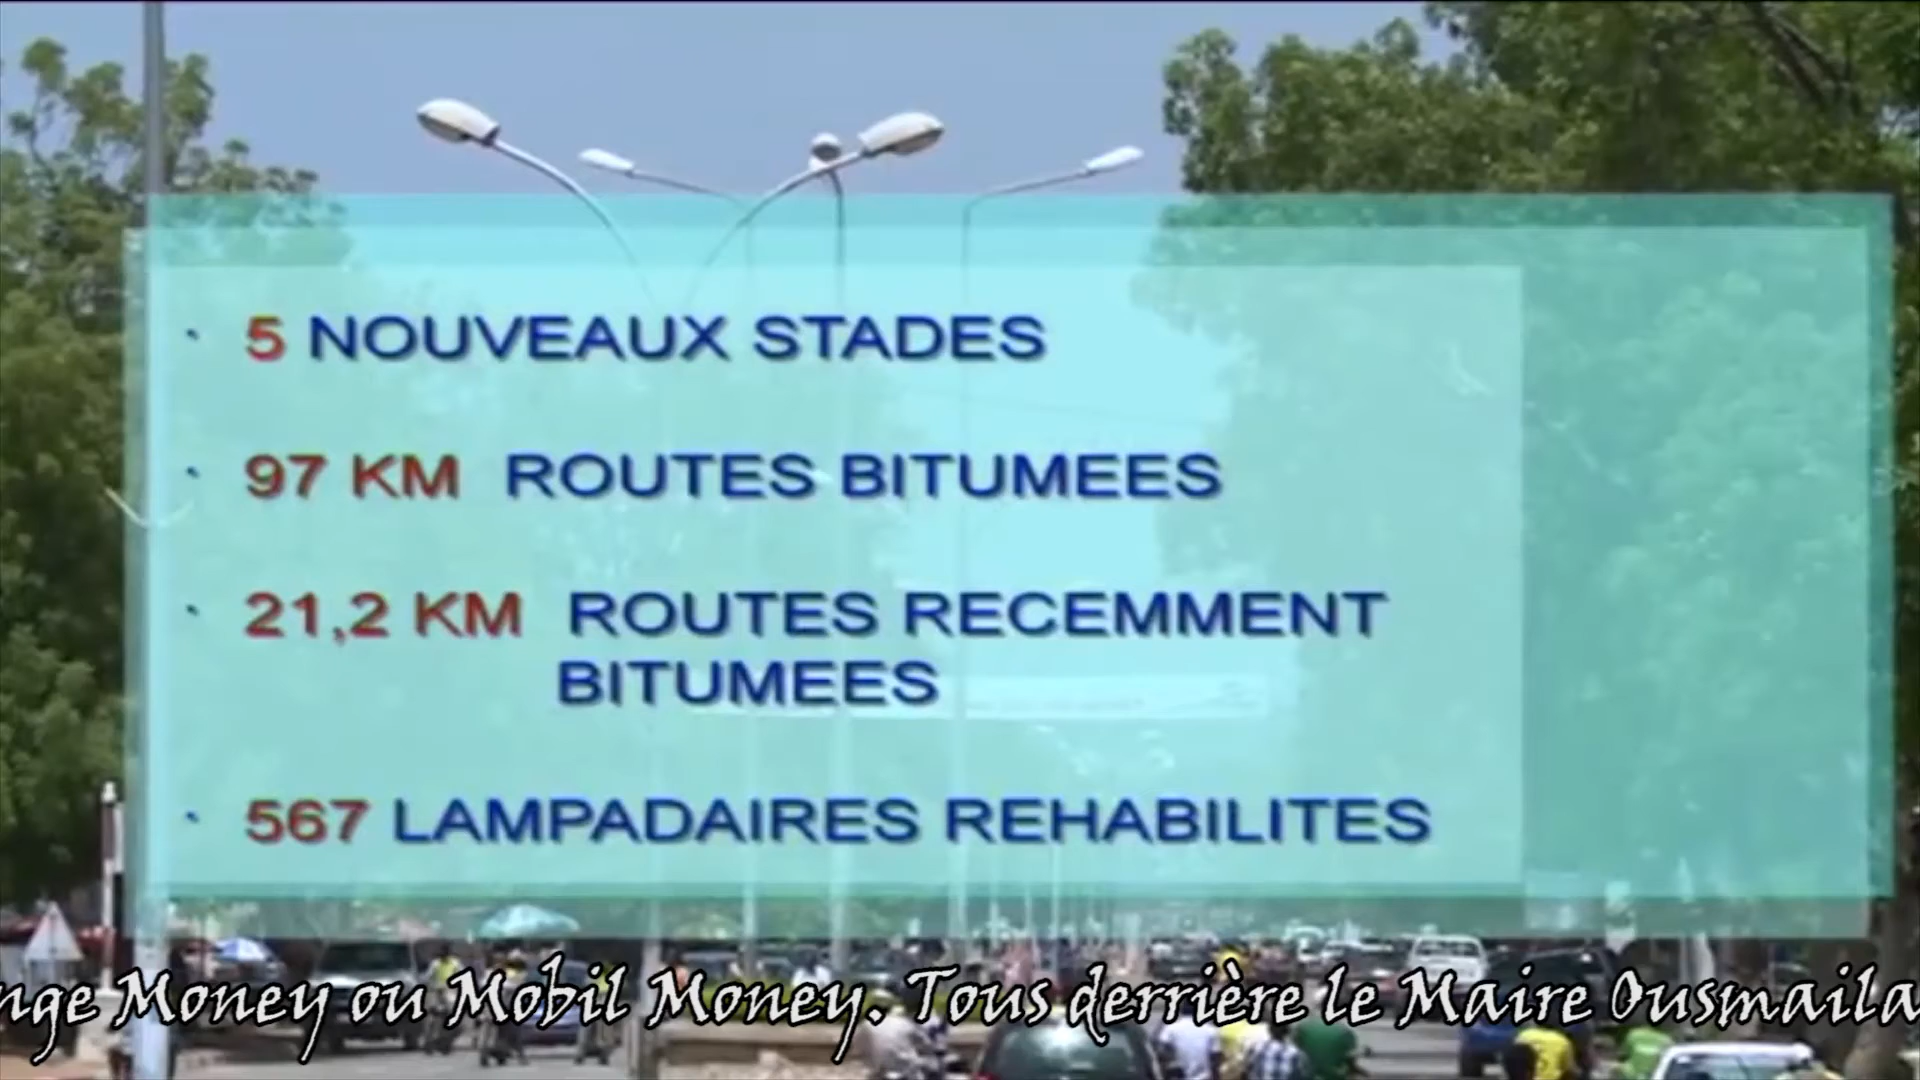 • 5 NOUVEAUX STADES
• 97 KM ROUTES BITUMEES
• 21,2 KM ROUTES RECEMMENT
BITUMEES
• 567 LAMPADAIRES REHABILITES
nge Money ou Mobil Money. Tous derrière le Maire Ousmaila